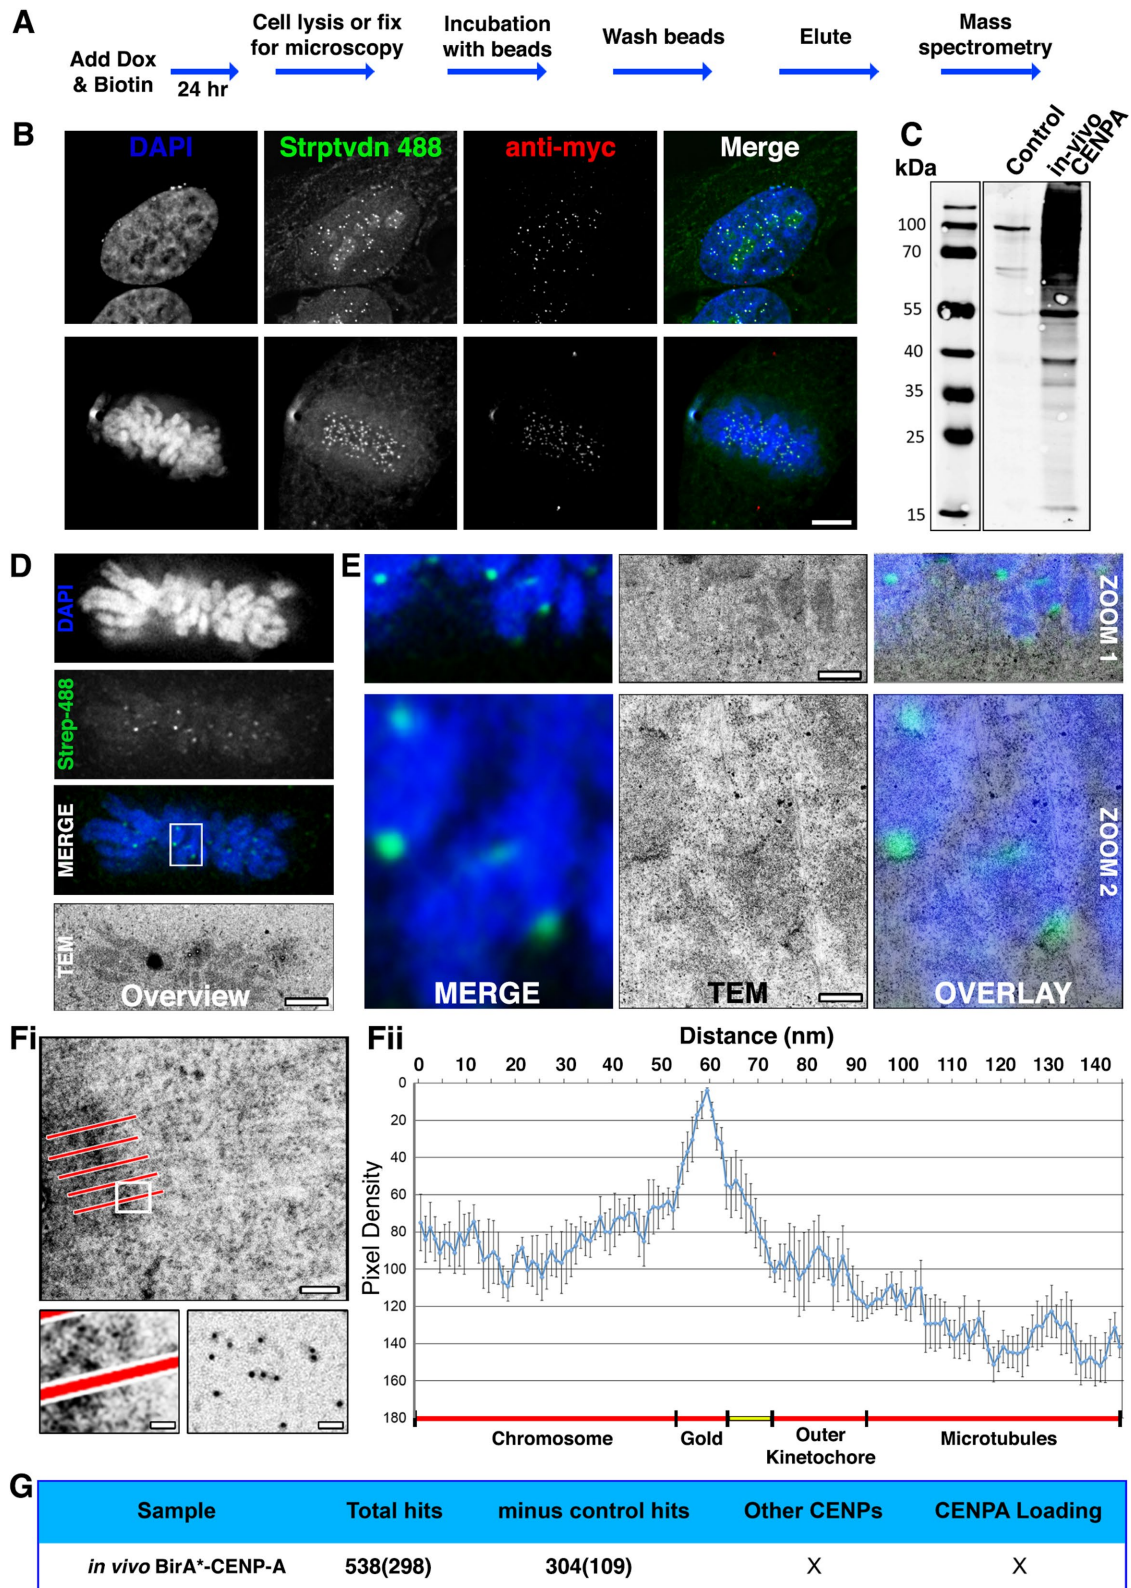 A
Add Dox
& Biotin
24 hr
Cell lysis or fix
for microscopy
Incubation
with beads
Wash beads
Elute
Mass
spectrometry
B
DAPI
Strptvdn 488
anti-myc
Merge
C
kDa
Control
in-vivo
CENPA
100
70
55
40
35
25
15
D
DAPI
Strep-488
MERGE
TEM
Overview
E
ZOOM 1
ZOOM 2
MERGE
TEM
OVERLAY
Fi
Fii
Distance (nm)
0 10 20 30 40 50 60 70 80 90 100 110 120 130 140
Pixel Density
0
20
40
60
80
100
120
140
160
180
Chromosome
Gold
Outer
Kinetochore
Microtubules
G
Sample Total hits minus control hits Other CENPs CENPA Loading
in vivo BirA*-CENP-A 538(298) 304(109) X X